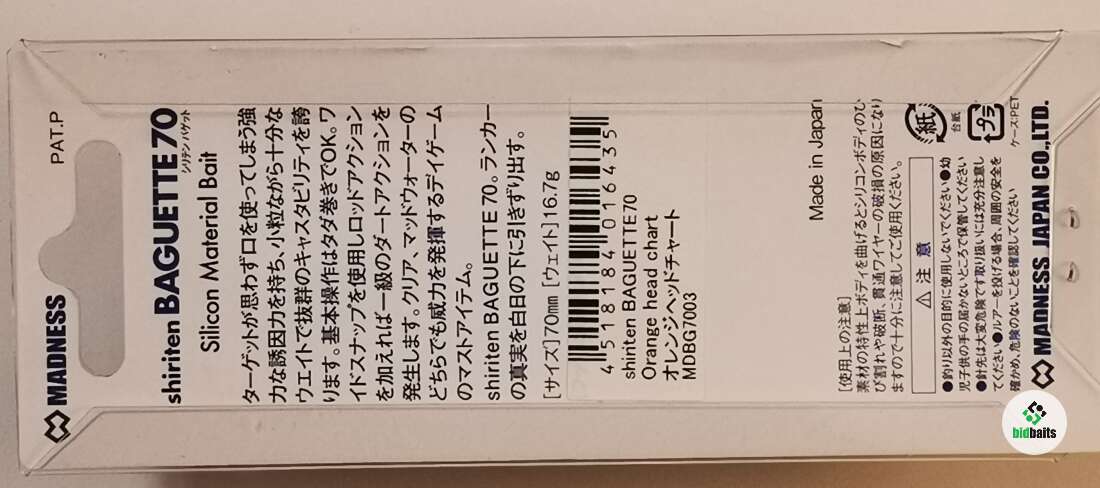 PAT.P
MADNESS
shiriten BAGUETTE 70
シリテン バゲット
Silicon Material Bait
ターゲットが思わず口を使ってしまう強
力な誘因力を持ち、小粒ながら十分な
ウエイトで抜群のキャスタビリティを誇
ります。基本操作はタダ巻きでOK。ワ
イドスナップを使用しロッドアクション
を加えれば一級のダートアクションを
発生します。クリア、マッドウォーターの
どちらでも威力を発揮するデイゲーム
のマストアイテム。
shiriten BAGUETTE 70。ランカー
の真実を白日の下に引きずり出す。
[サイズ]70mm [ウェイト]16.7g
4 518184 016435
shiriten BAGUETTE70
Orange head chart
オレンジヘッドチャート
MDBG7003
Made in Japan
[使用上の注意]
素材の特性上ボディを曲げるとシリコンボディのひ
び割れや破断、貫通ワイヤーの破損の原因になり
ますので十分に注意してご使用ください。
⚠ 注 意
●釣り以外の目的に使用しないでください●幼
児子供の手の届かないところで保管してください
●針先は大変危険です取り扱いには充分注意し
てください●ルアーを投げる場合、周囲の安全を
確かめ、危険のないことを確認してください
紙
台紙
プラ
ケース:PET
MADNESS JAPAN CO.,LTD.
bidbaits